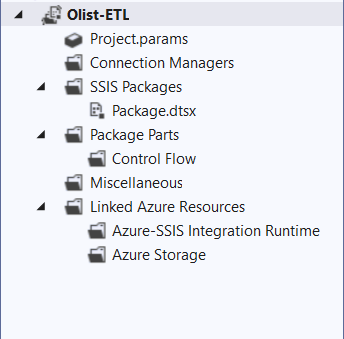 Olist-ETL
Project.params
Connection Managers
SSIS Packages
Package.dtsx
Package Parts
Control Flow
Miscellaneous
Linked Azure Resources
Azure-SSIS Integration Runtime
Azure Storage